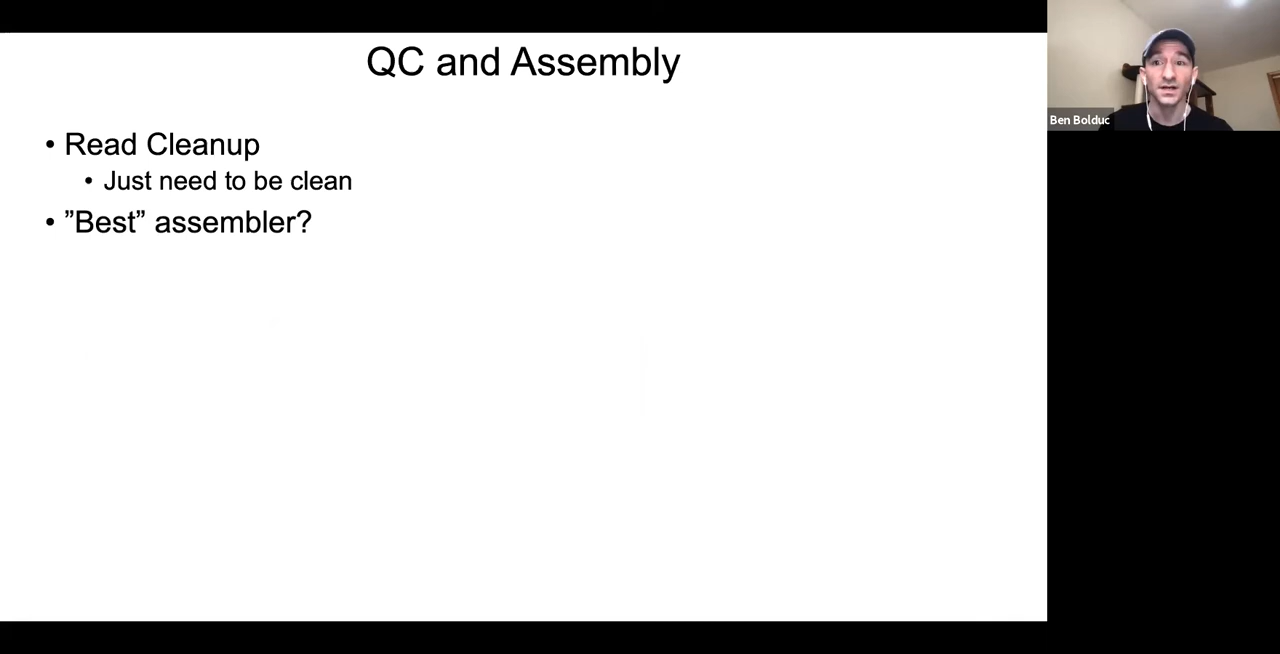 QC and Assembly
• Read Cleanup
• Just need to be clean
• ”Best” assembler?
Ben Bolduc